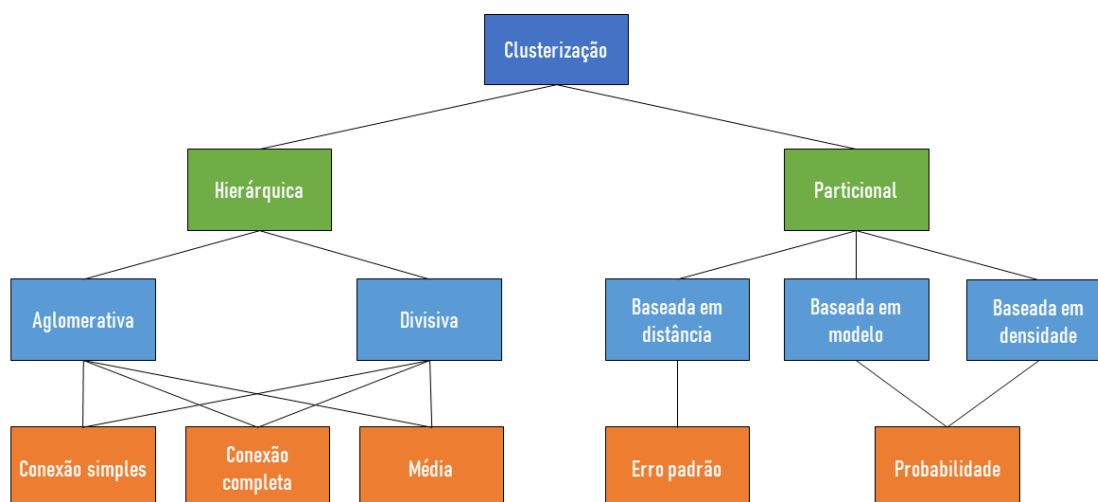 Clusterização
Hierárquica
Particional
Aglomerativa
Divisiva
Baseada em
distância
Baseada em
modelo
Baseada em
densidade
Conexão simples
Conexão
completa
Média
Erro padrão
Probabilidade